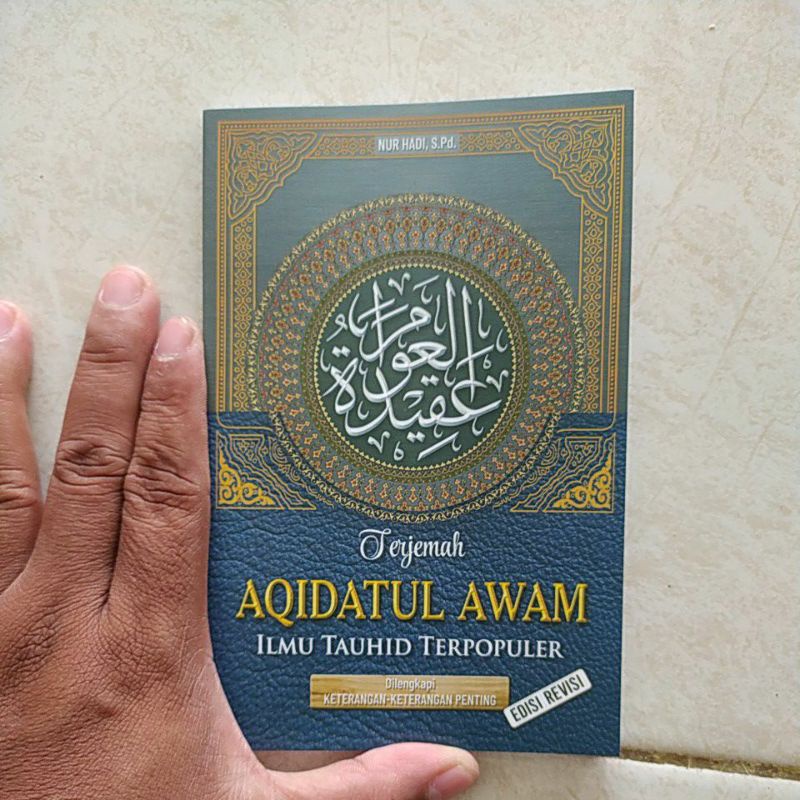 NUR HADI, S.Pd.
عقيدة العوام
Terjemah
AQIDATUL AWAM
ILMU TAUHID TERPOPULER
Dilengkapi
KETERANGAN-KETERANGAN PENTING
EDISI REVISI